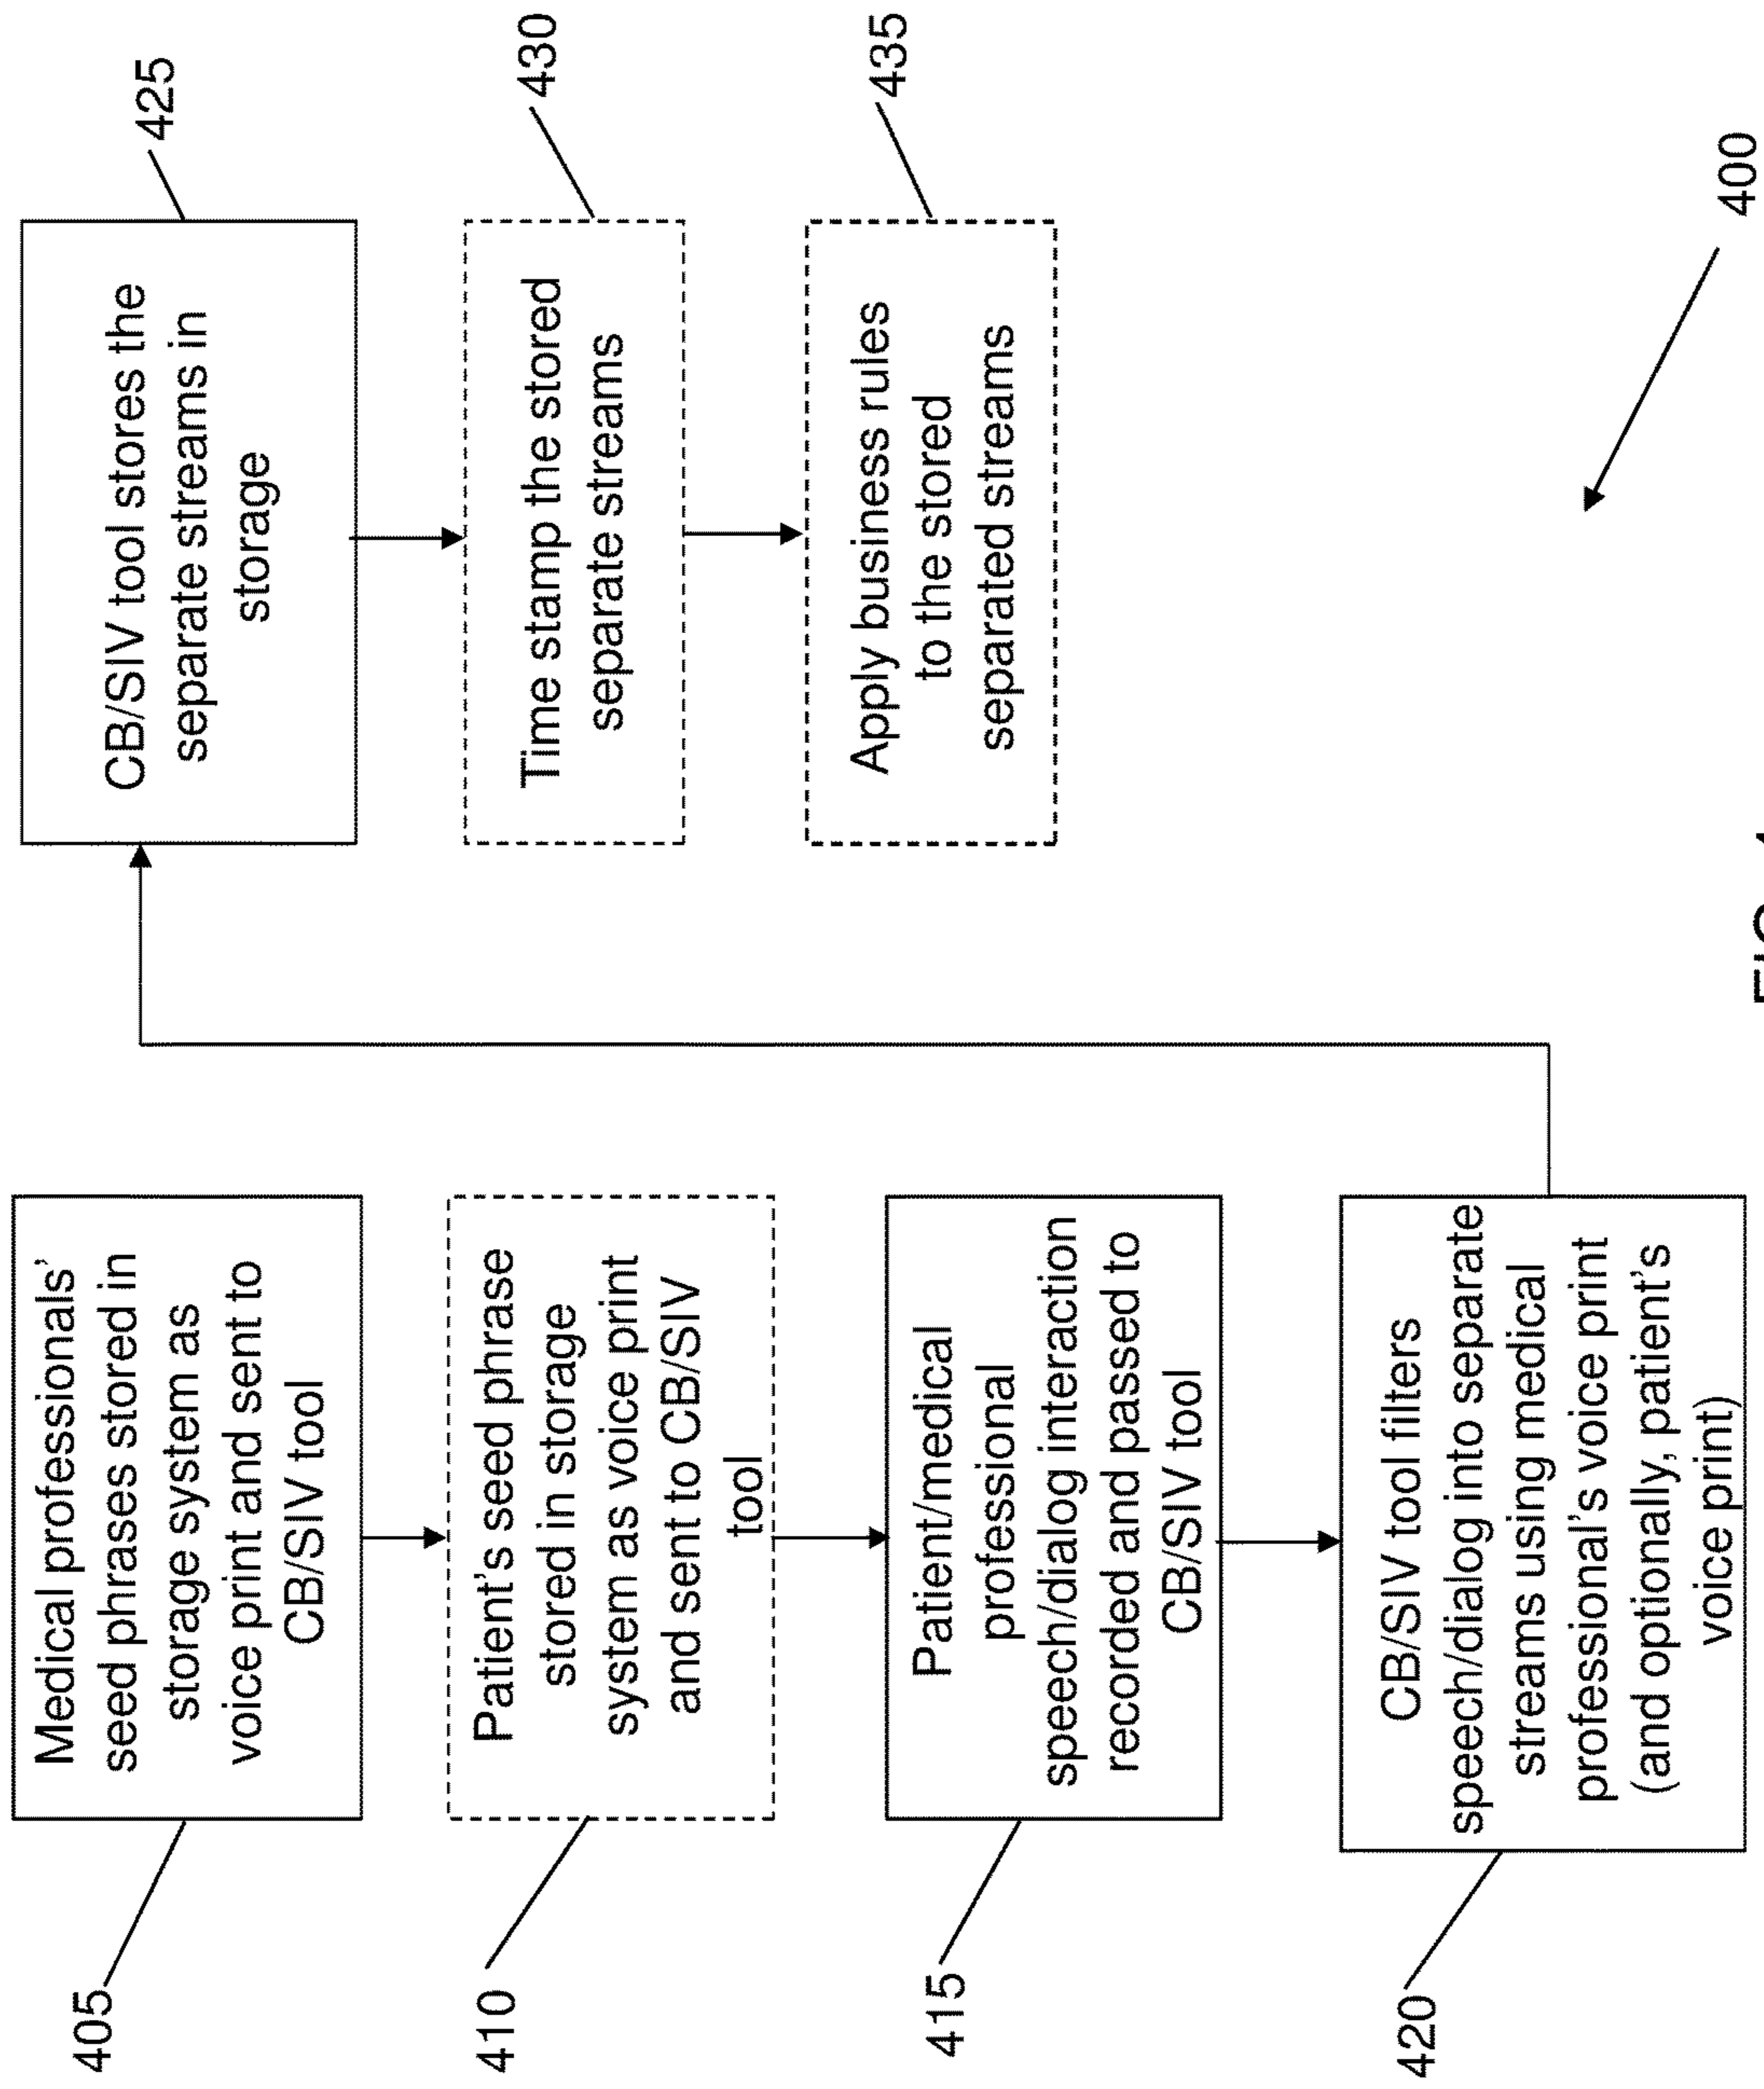 405
Medical professionals'
seed phrases stored in
storage system as
voice print and sent to
CB/SIV tool
410
Patient's seed phrase
stored in storage
system as voice print
and sent to CB/SIV
tool
415
Patient/medical
professional
speech/dialog interaction
recorded and passed to
CB/SIV tool
420
CB/SIV tool filters
speech/dialog into separate
streams using medical
professional's voice print
(and optionally, patient's
voice print)
CB/SIV tool stores the
separate streams in
storage
425
Time stamp the stored
separate streams
430
Apply business rules
to the stored
separated streams
435
400